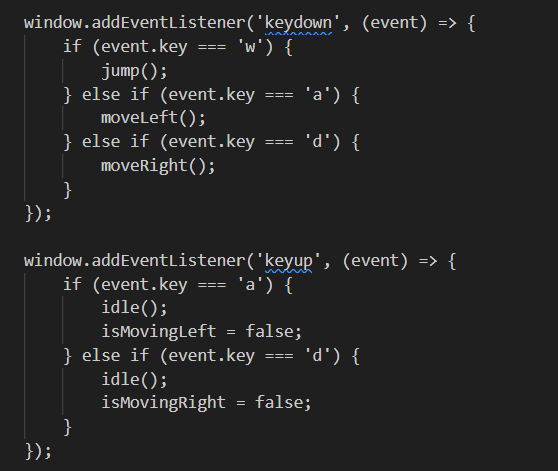 window.addEventListener('keydown', (event) => {
    if (event.key === 'w') {
        jump();
    } else if (event.key === 'a') {
        moveLeft();
    } else if (event.key === 'd') {
        moveRight();
    }
});

window.addEventListener('keyup', (event) => {
    if (event.key === 'a') {
        idle();
        isMovingLeft = false;
    } else if (event.key === 'd') {
        idle();
        isMovingRight = false;
    }
});